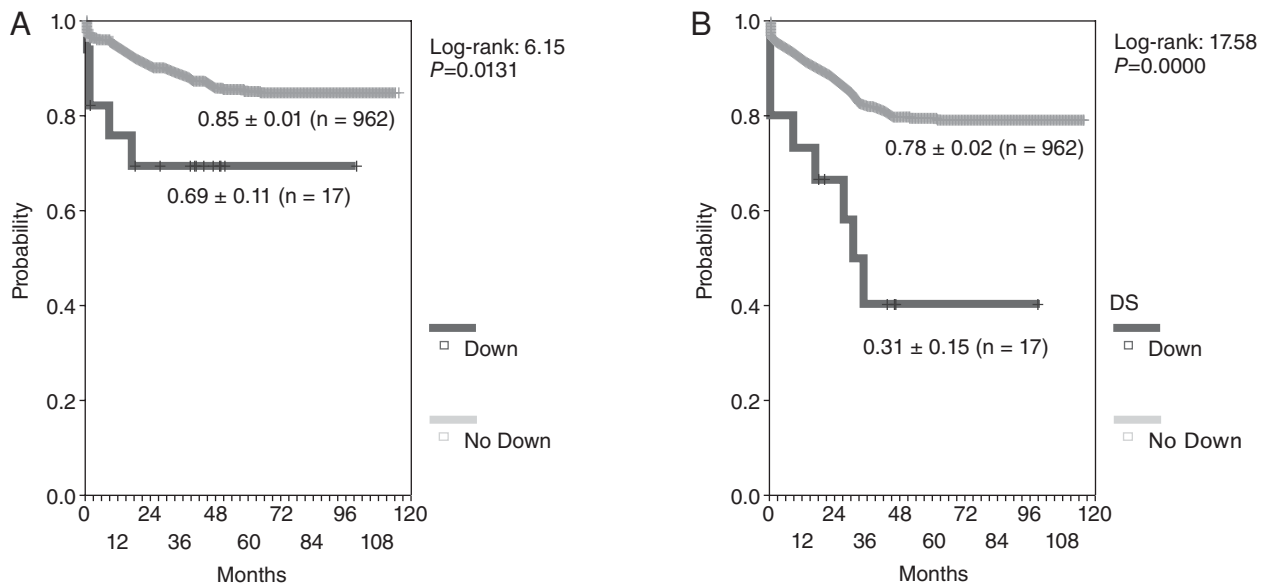 A
Log-rank: 6.15
P=0.0131
Probability
1.0
0.8
0.6
0.4
0.2
0.0
0.85 ± 0.01 (n = 962)
0.69 ± 0.11 (n = 17)
Down
No Down
0 24 48 72 96 120
12 36 60 84 108
Months
B
Log-rank: 17.58
P=0.0000
Probability
1.0
0.8
0.6
0.4
0.2
0.0
0.78 ± 0.02 (n = 962)
0.31 ± 0.15 (n = 17)
DS
Down
No Down
0 24 48 72 96 120
12 36 60 84 108
Months